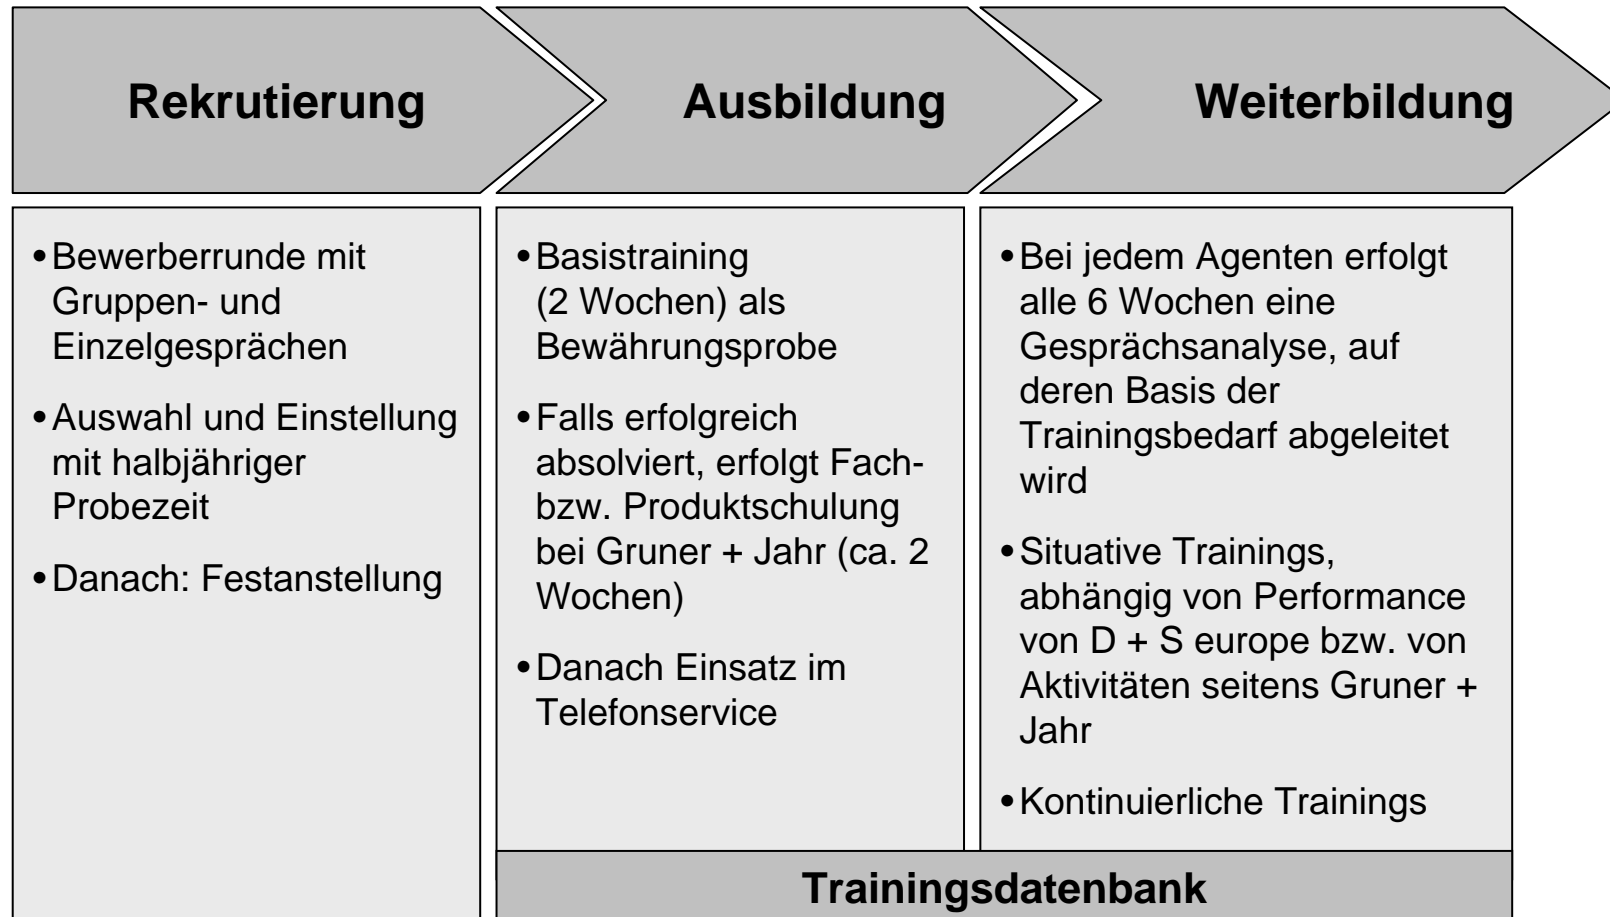 Rekrutierung
Ausbildung
Weiterbildung
•Bewerberrunde mit
Gruppen- und
Einzelgesprächen
•Auswahl und Einstellung
mit halbjähriger
Probezeit
•Danach: Festanstellung
•Basistraining
(2 Wochen) als
Bewährungsprobe
•Falls erfolgreich
absolviert, erfolgt Fach-
bzw. Produktschulung
bei Gruner + Jahr (ca. 2
Wochen)
•Danach Einsatz im
Telefonservice
•Bei jedem Agenten erfolgt
alle 6 Wochen eine
Gesprächsanalyse, auf
deren Basis der
Trainingsbedarf abgeleitet
wird
•Situative Trainings,
abhängig von Performance
von D + S europe bzw. von
Aktivitäten seitens Gruner +
Jahr
•Kontinuierliche Trainings
Trainingsdatenbank